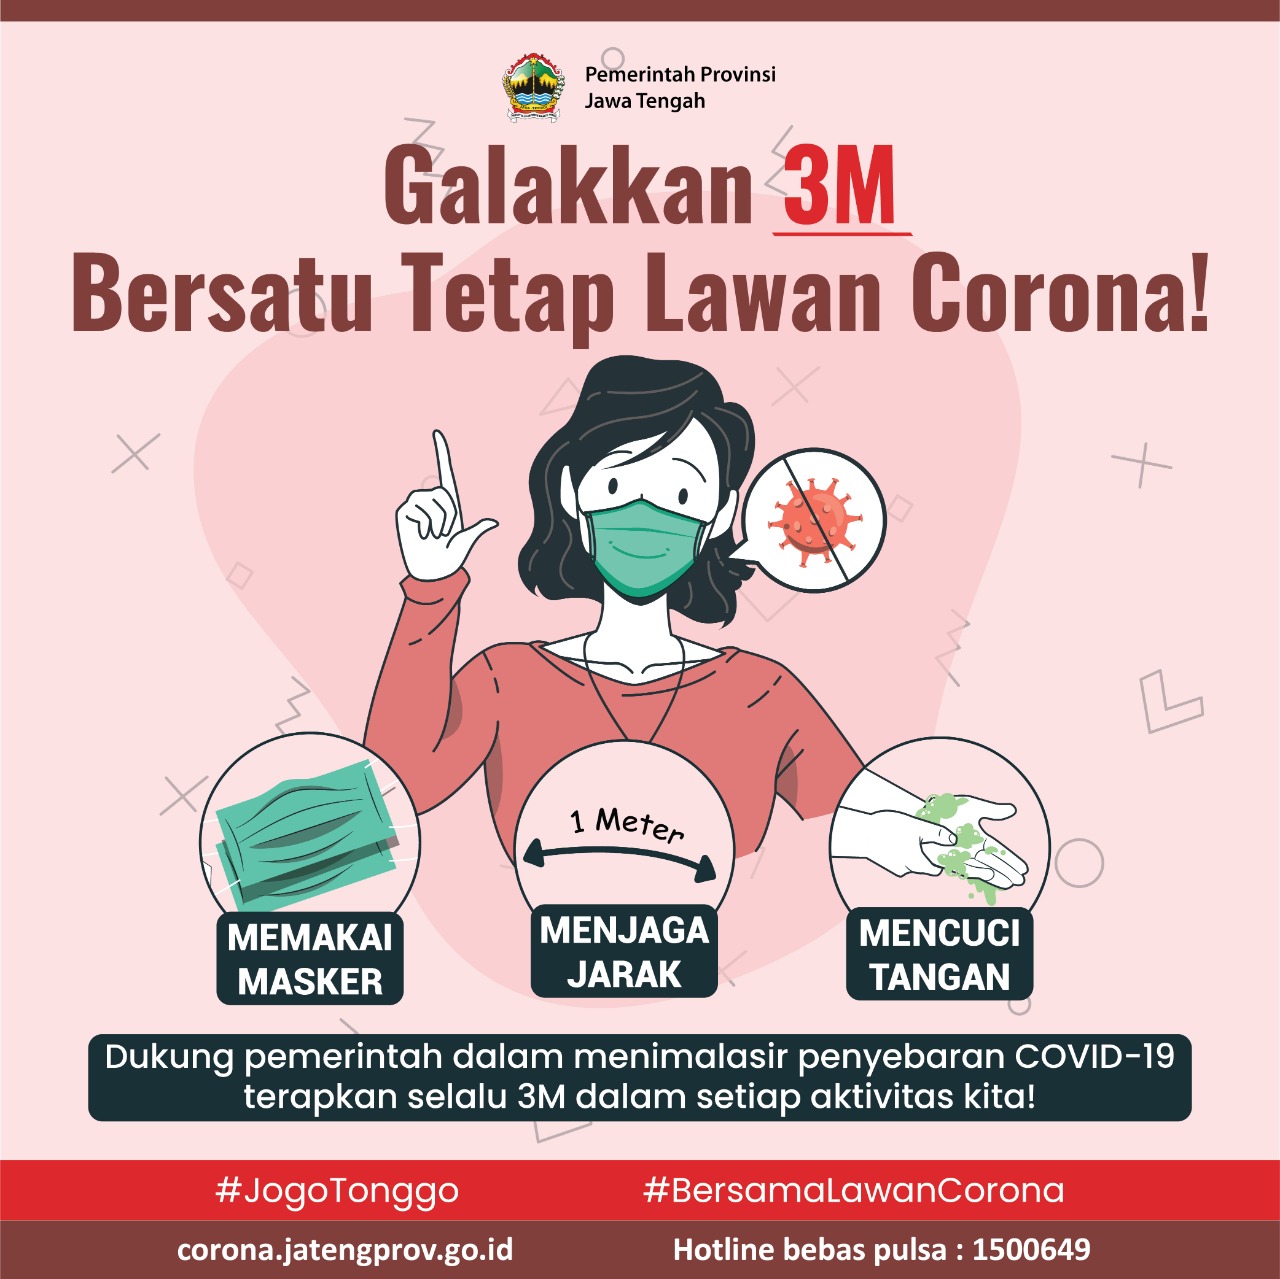 Pemerintah Provinsi
Jawa Tengah
Galakkan 3M
Bersatu Tetap Lawan Corona!
1 Meter
MEMAKAI
MASKER
MENJAGA
JARAK
MENCUCI
TANGAN
Dukung pemerintah dalam menimalasir penyebaran COVID-19
terapkan selalu 3M dalam setiap aktivitas kita!
#JogoTonggo
#BersamaLawanCorona
corona.jatengprov.go.id
Hotline bebas pulsa : 1500649